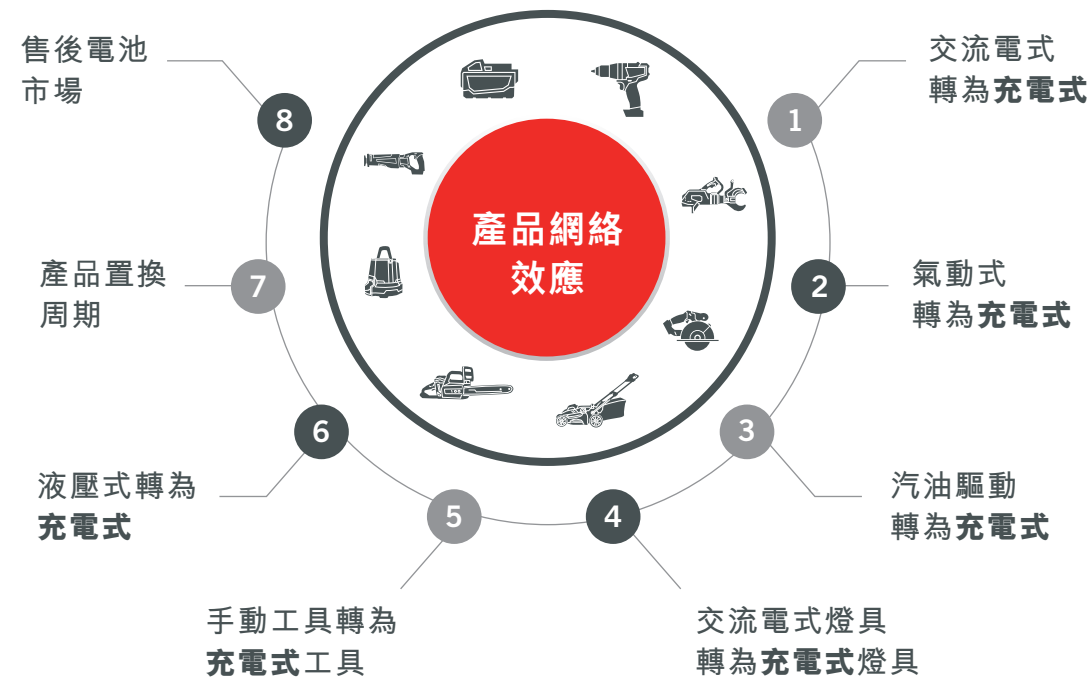 產品網絡
效應
1
交流電式
轉為充電式
2
氣動式
轉為充電式
3
汽油驅動
轉為充電式
4
交流電式燈具
轉為充電式燈具
5
手動工具轉為
充電式工具
6
液壓式轉為
充電式
7
產品置換
周期
8
售後電池
市場